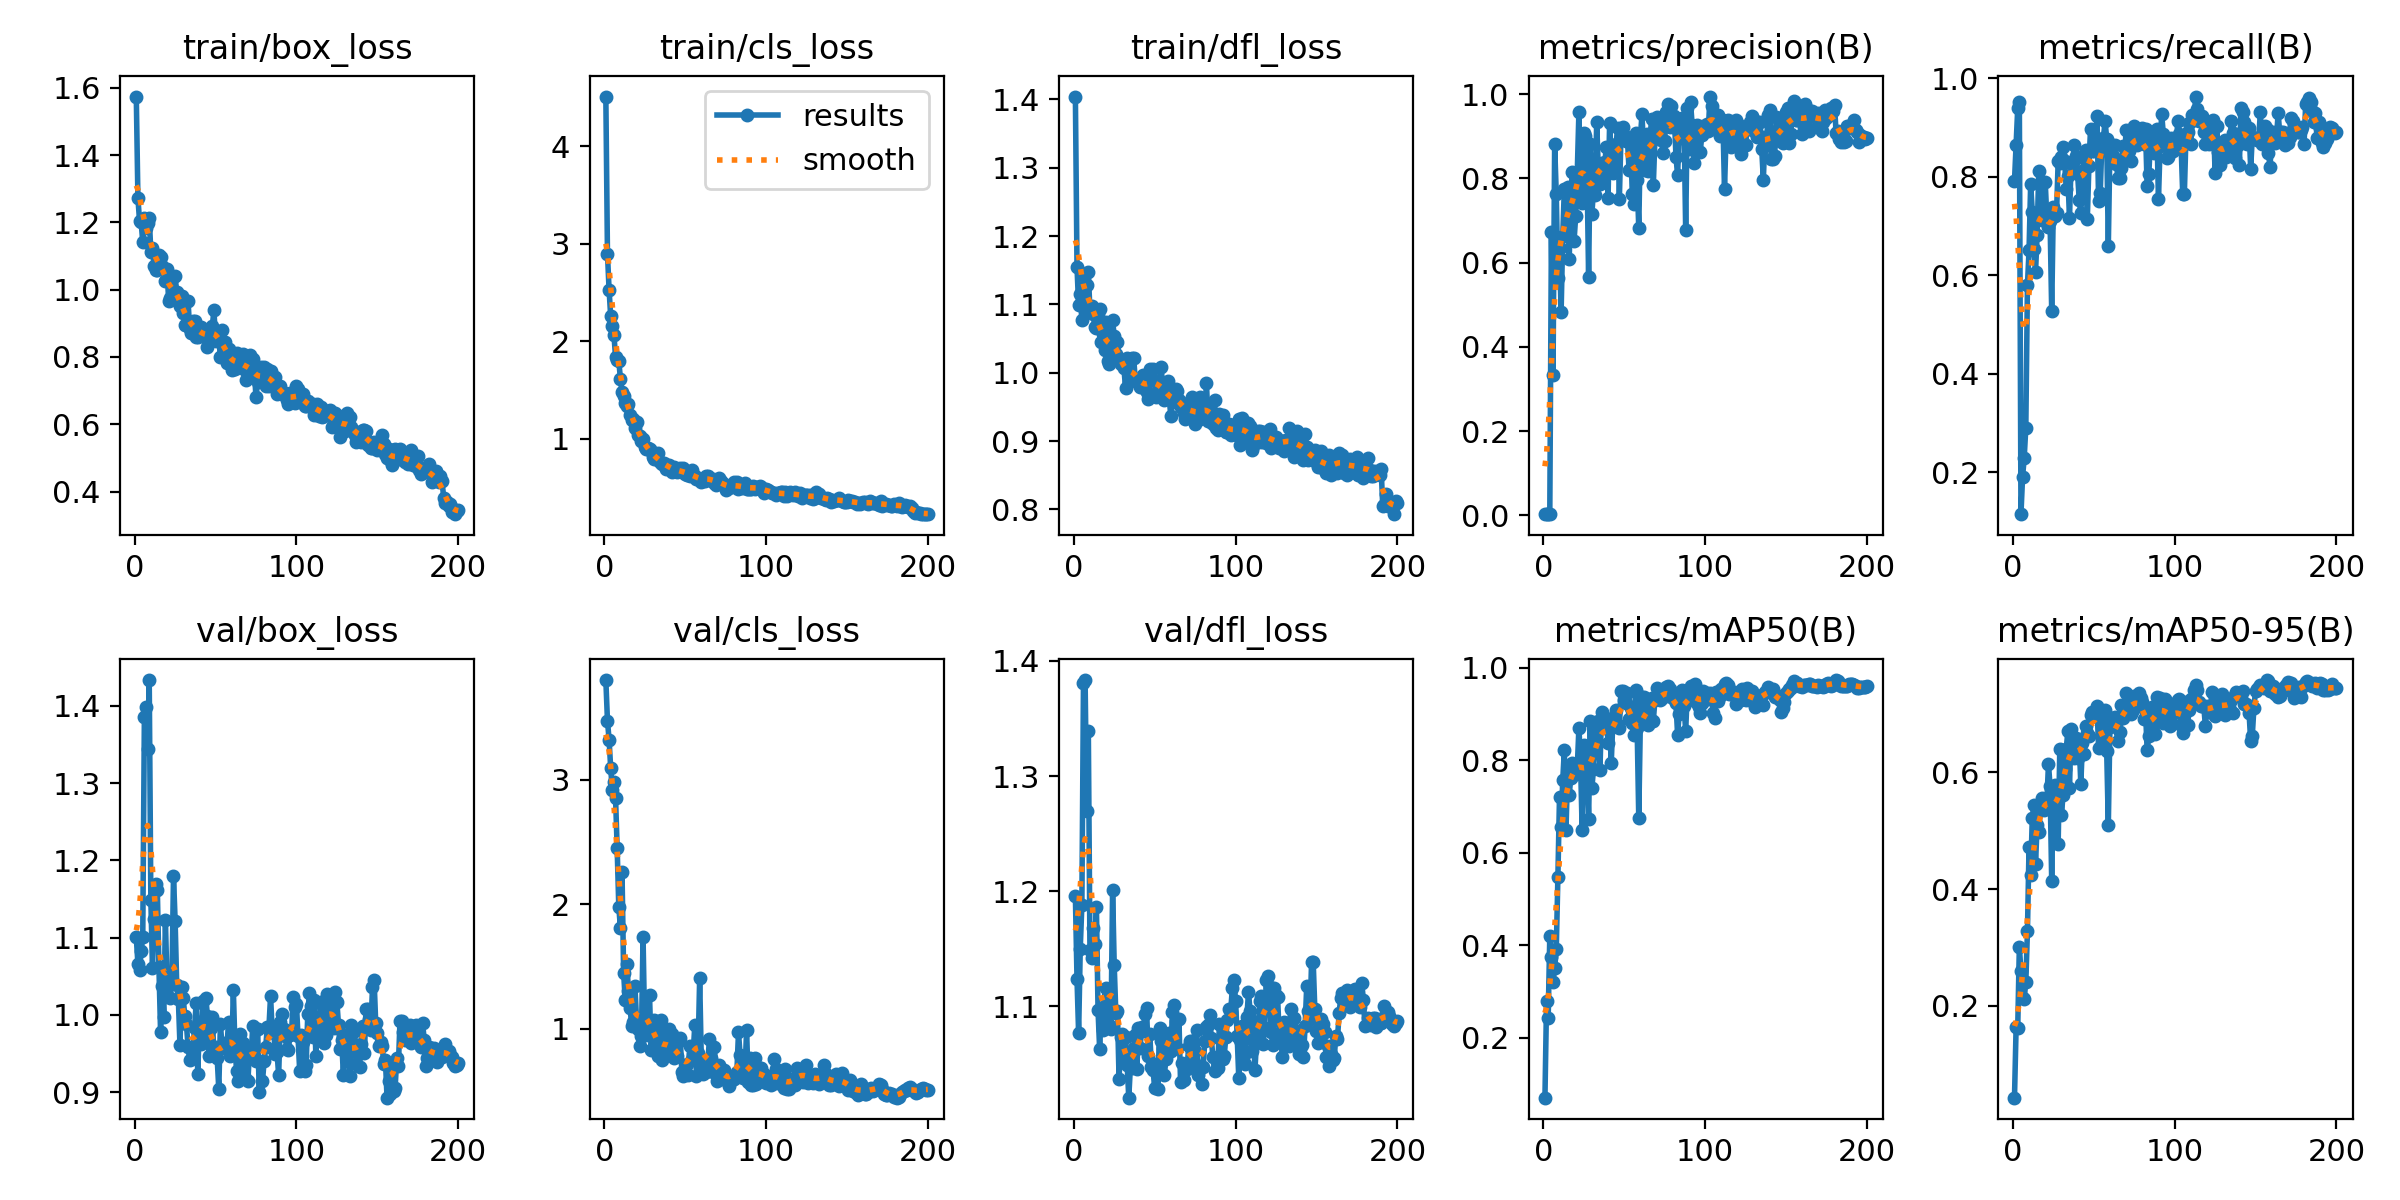 train/box_loss
1.6
1.4
1.2
1.0
0.8
0.6
0.4
0 100 200
train/cls_loss
results
smooth
4
3
2
1
0 100 200
train/dfl_loss
1.4
1.3
1.2
1.1
1.0
0.9
0.8
0 100 200
metrics/precision(B)
1.0
0.8
0.6
0.4
0.2
0.0
0 100 200
metrics/recall(B)
1.0
0.8
0.6
0.4
0.2
0 100 200
val/box_loss
1.4
1.3
1.2
1.1
1.0
0.9
0 100 200
val/cls_loss
3
2
1
0 100 200
val/dfl_loss
1.4
1.3
1.2
1.1
0 100 200
metrics/mAP50(B)
1.0
0.8
0.6
0.4
0.2
0 100 200
metrics/mAP50-95(B)
0.6
0.4
0.2
0 100 200